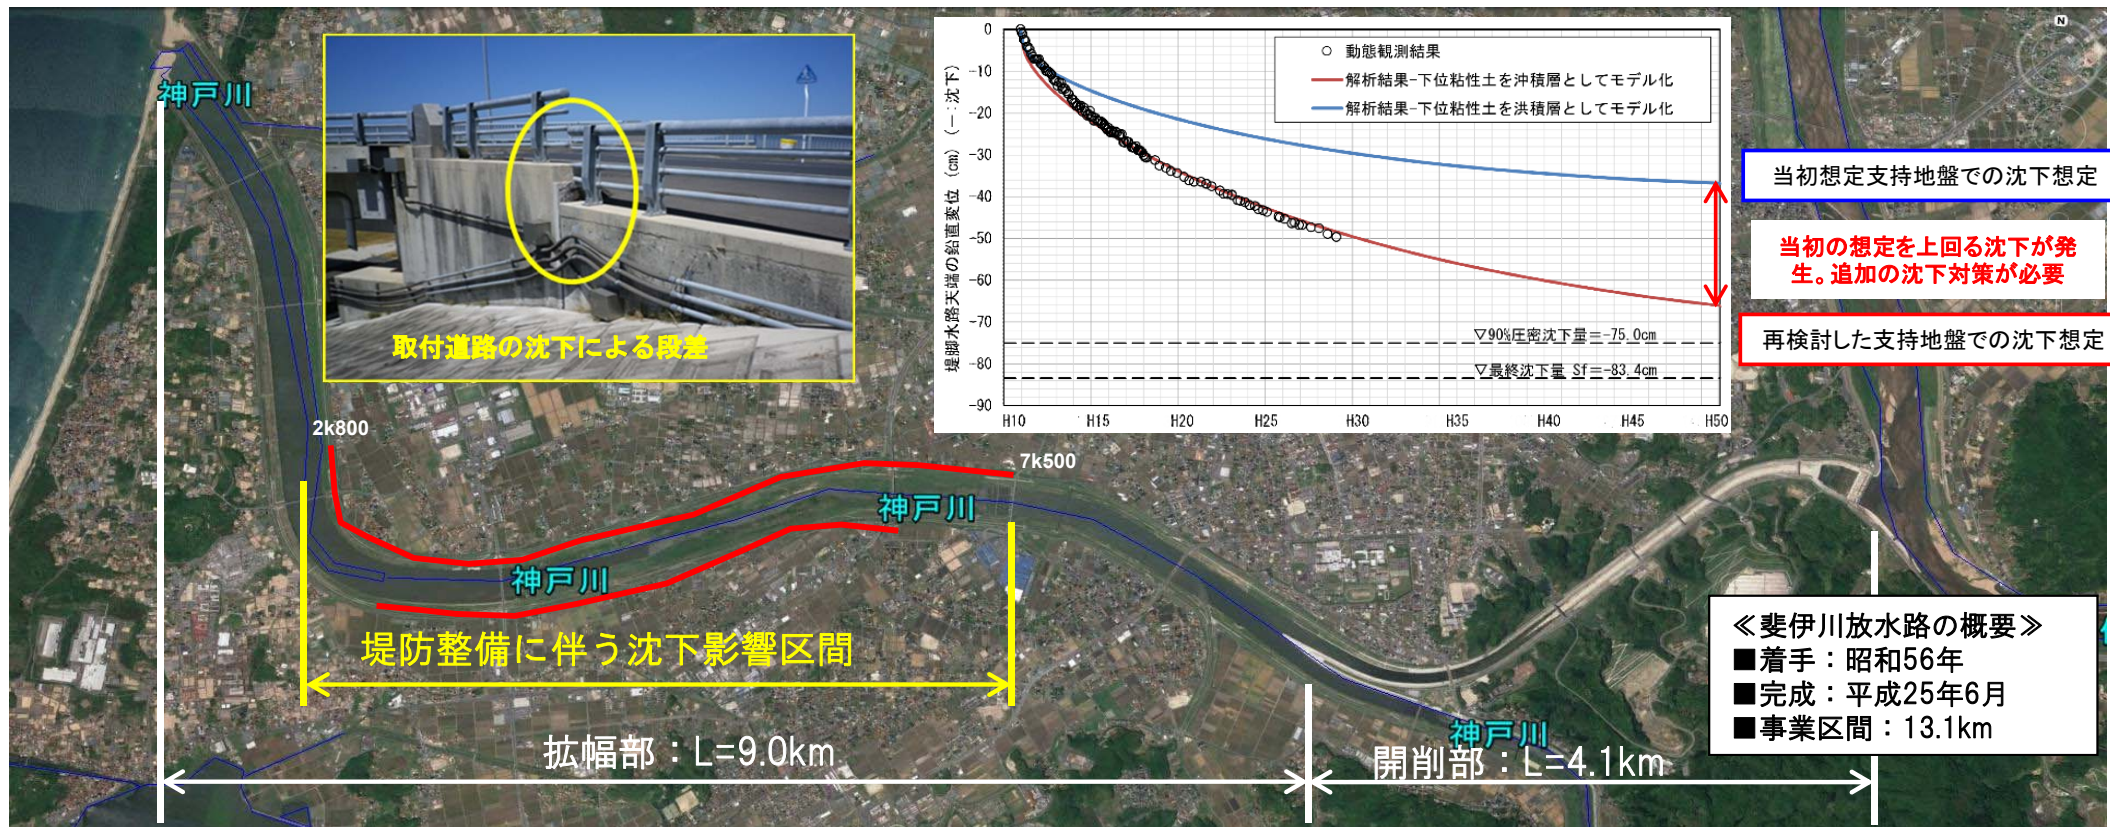 神戸川
取付道路の沈下による段差
堤脚水路天端の鉛直変位(cm)(-:沈下)
0
-10
-20
-30
-40
-50
-60
-70
-80
-90
○ 動態観測結果
解析結果-下位粘性土を沖積層としてモデル化
解析結果-下位粘性土を洪積層としてモデル化
▽90%圧密沈下量=-75.0cm
▽最終沈下量 Sf=-83.4cm
H10 H15 H20 H25 H30 H35 H40 H45 H50
N
当初想定支持地盤での沈下想定
当初の想定を上回る沈下が発
生。追加の沈下対策が必要
再検討した支持地盤での沈下想定
2k800
7k500
神戸川
神戸川
堤防整備に伴う沈下影響区間
≪斐伊川放水路の概要≫
■着手:昭和56年
■完成:平成25年6月
■事業区間:13.1km
神戸川
拡幅部:L=9.0km
開削部:L=4.1km